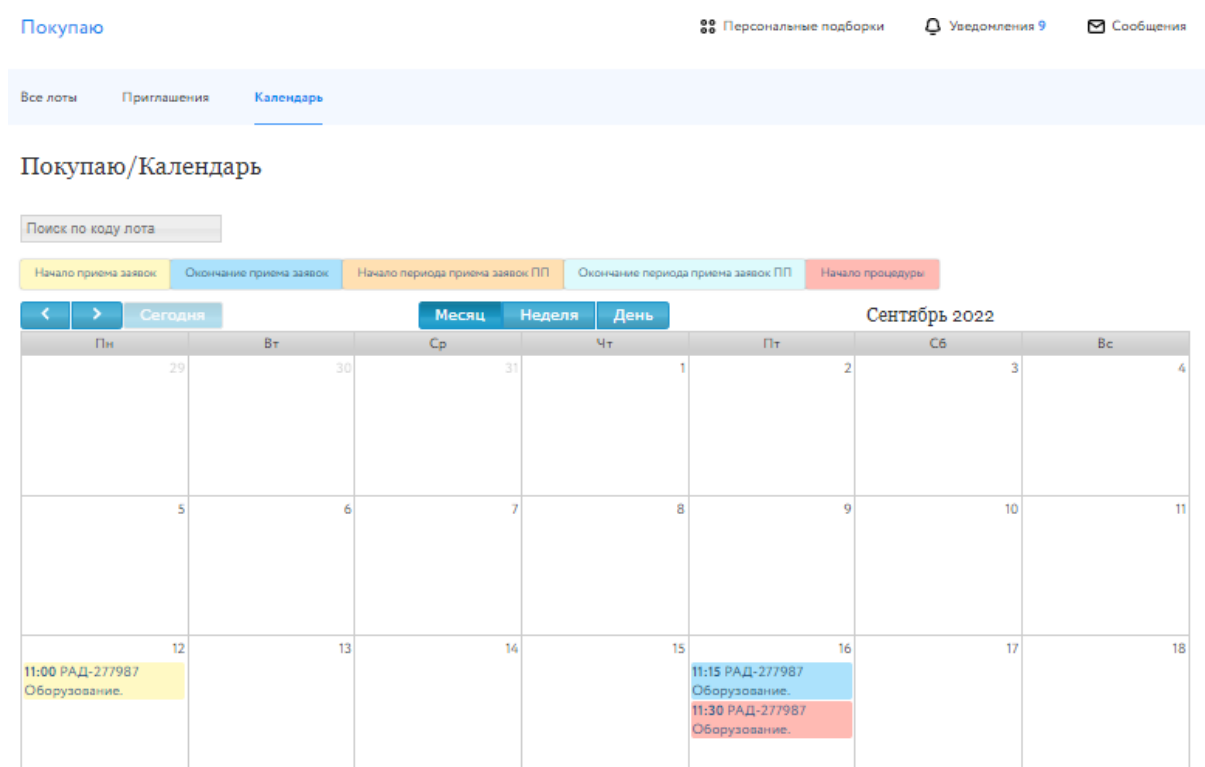 Покупаю Персональные подборки Уведомления 9 Сообщения
Все лоты Приглашения Календарь
Покупаю/Календарь
Поиск по коду лота
Начало приема заявок Окончание приема заявок Начало периода приема заявок ПП Окончание периода приема заявок ПП Начало процедуры
Сегодня Месяц Неделя День Сентябрь 2022
Пн Вт Ср Чт Пт Сб Вс
29 30 31 1 2 3 4
5 6 7 8 9 10 11
12 13 14 15 16 17 18
11:00 РАД-277987
Оборузование.
11:15 РАД-277987
Оборузование.
11:30 РАД-277987
Оборузование.